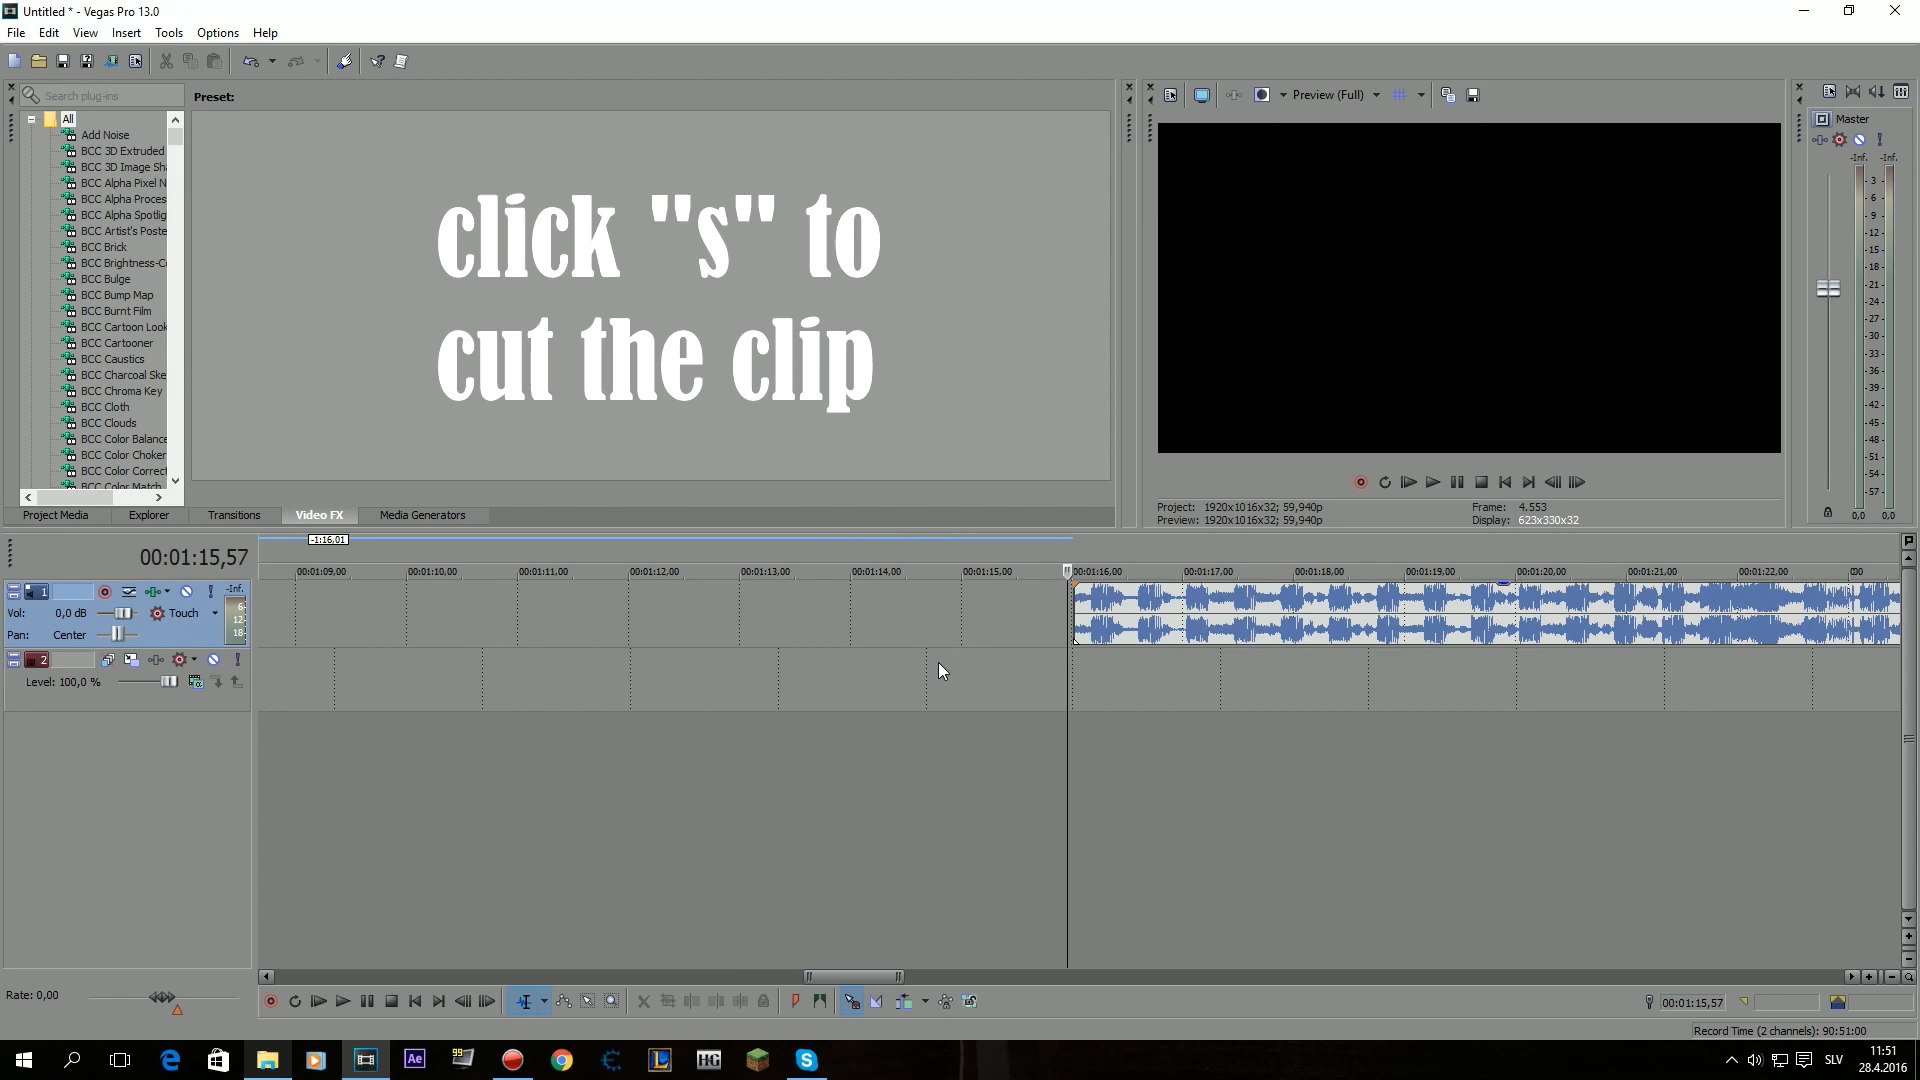 Untitled * - Vegas Pro 13.0
File Edit View Insert Tools Options Help
Search plug-ins
Preset:
All
Add Noise
BCC 3D Extruded
BCC 3D Image Sh
BCC Alpha Pixel N
BCC Alpha Proces
BCC Alpha Spotlig
BCC Artist's Poste
BCC Brick
BCC Brightness-C
BCC Bulge
BCC Bump Map
BCC Burnt Film
BCC Cartoon Look
BCC Cartooner
BCC Caustics
BCC Charcoal Ske
BCC Chroma Key
BCC Cloth
BCC Clouds
BCC Color Balance
BCC Color Choker
BCC Color Correct
BCC Color Match
click "s" to
cut the clip
Project Media Explorer Transitions Video FX Media Generators
Preview (Full)
Project: 1920x1016x32; 59,940p Frame: 4.553
Preview: 1920x1016x32; 59,940p Display: 623x330x32
Master
-Inf. -Inf.
3
6
9
12
15
18
21
24
27
30
33
36
39
42
45
48
51
54
57
0,0 0,0
-1:16,01
00:01:15,57
00:01:09,00 00:01:10,00 00:01:11,00 00:01:12,00 00:01:13,00 00:01:14,00 00:01:15,00 00:01:16,00 00:01:17,00 00:01:18,00 00:01:19,00 00:01:20,00 00:01:21,00 00:01:22,00
1 -Inf.
Vol: 0,0 dB Touch 6
12
Pan: Center 18
2
Level: 100,0 %
Rate: 0,00
00:01:15,57
Record Time (2 channels): 90:51:00
Ae 99 L HG S
SLV
11:51
28.4.2016